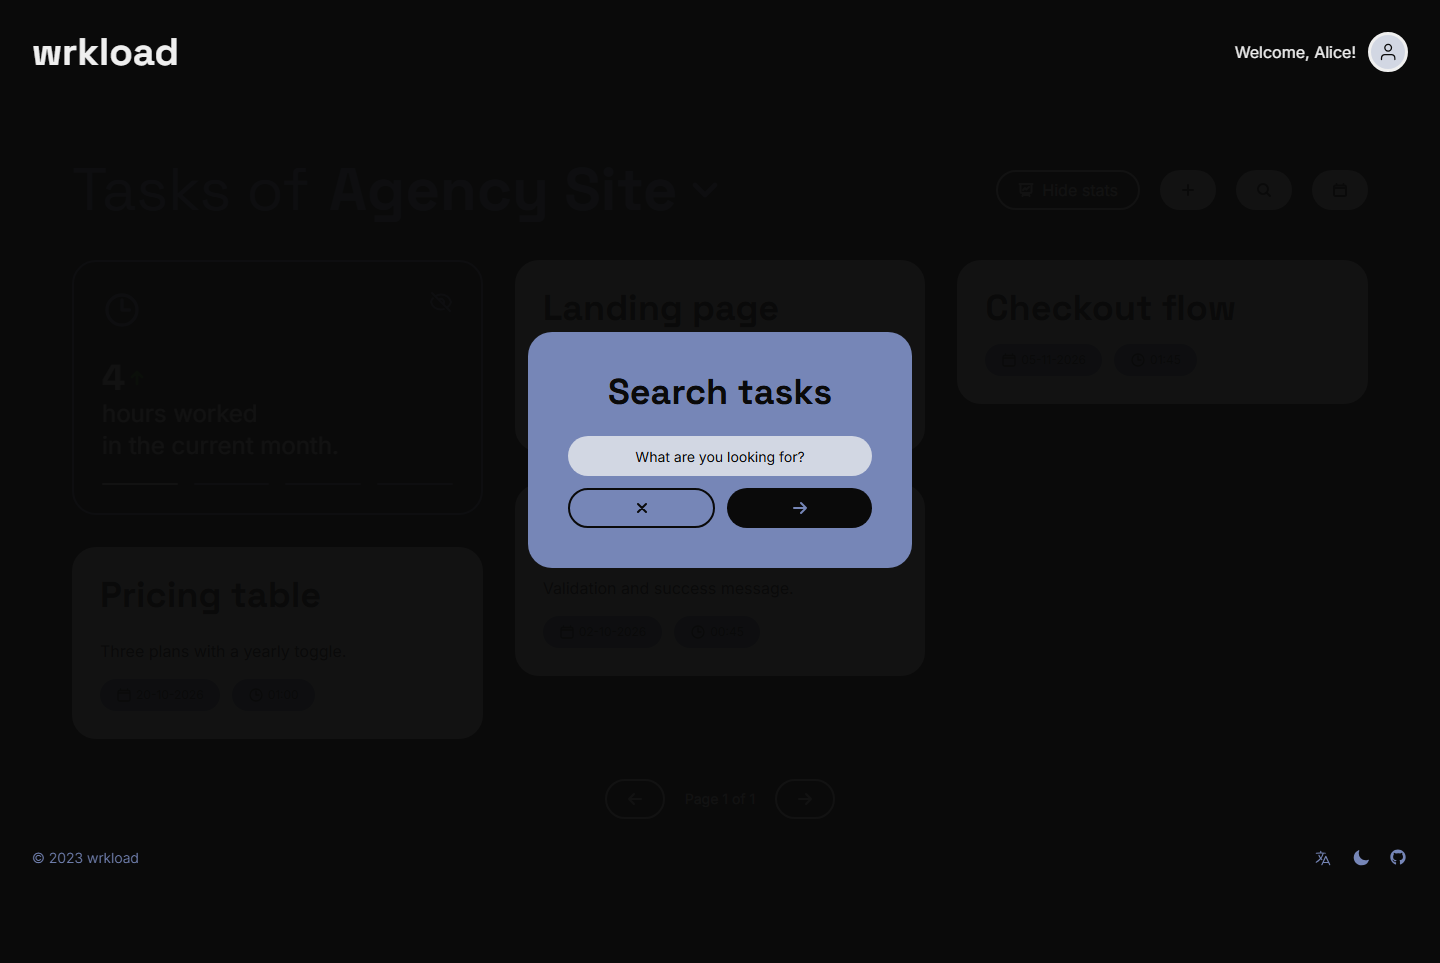 wrkload
Welcome, Alice!
Tasks of Agency Site
Hide stats
4
hours worked
in the current month.
Landing page
Checkout flow
Search tasks
What are you looking for?
Validation and success message.
Pricing table
Three plans with a yearly toggle.
Page 1 of 1
© 2023 wrkload